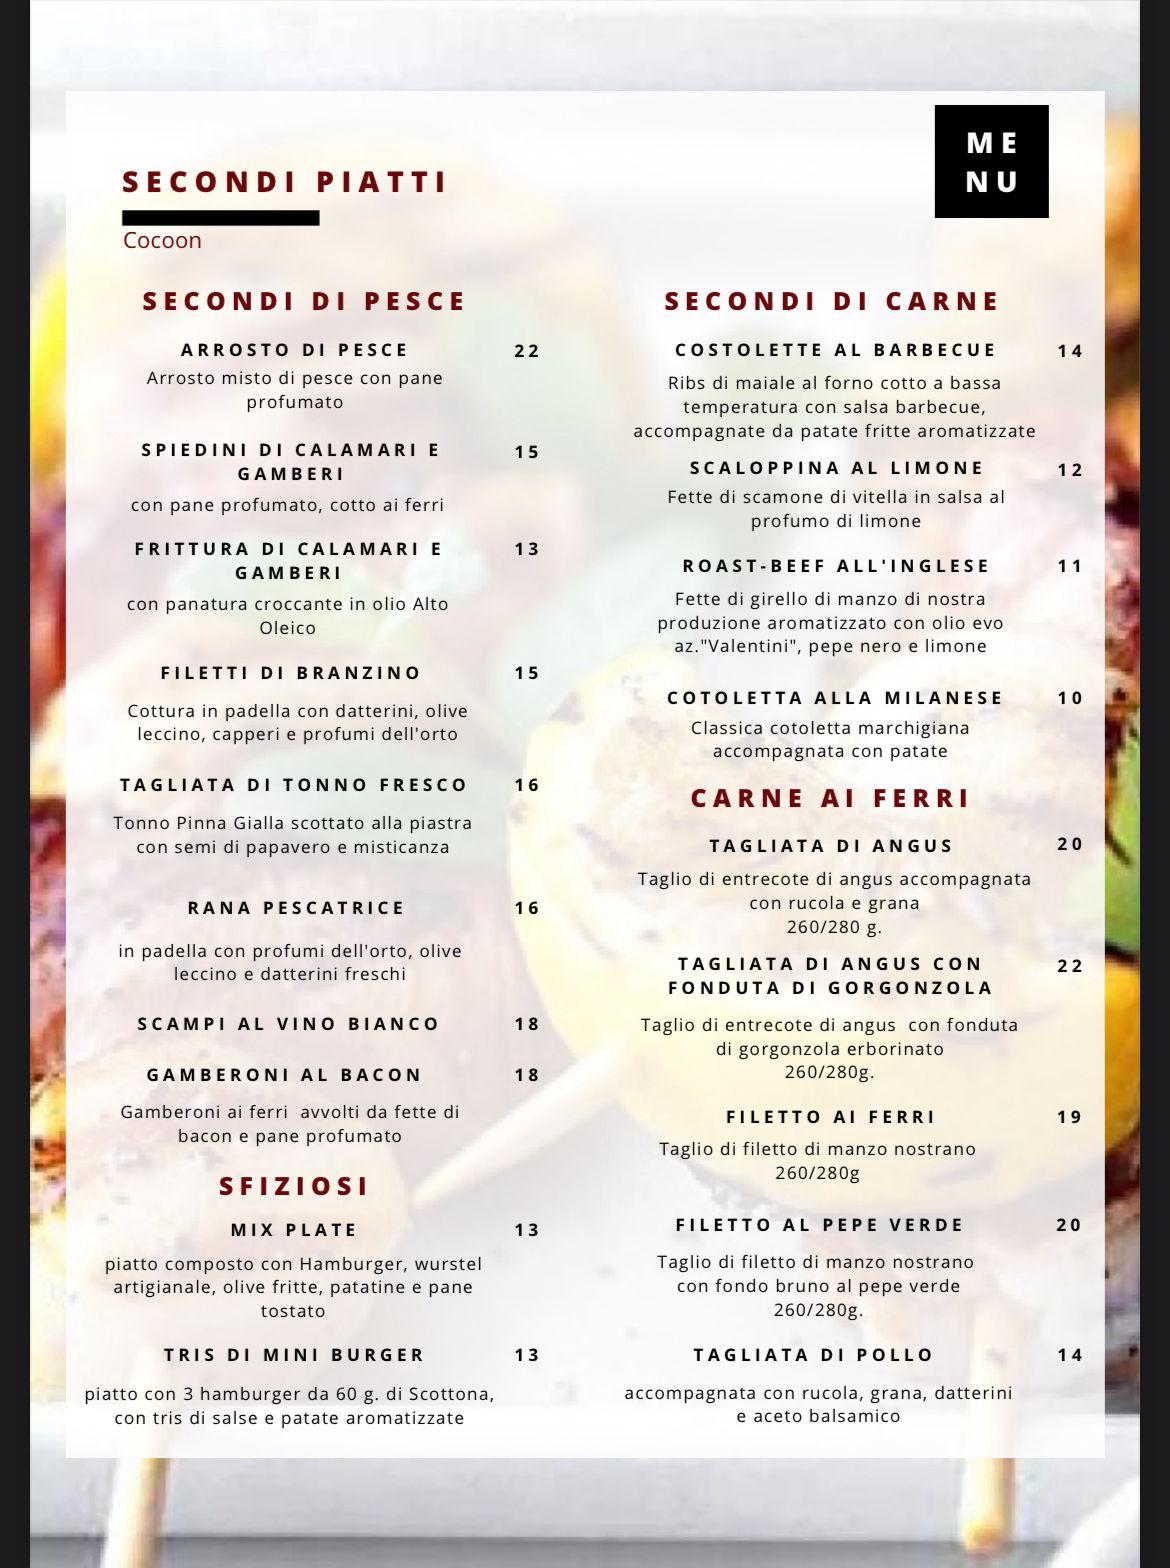 ME
NU
SECONDI PIATTI
Cocoon
SECONDI DI PESCE
ARROSTO DI PESCE 22
Arrosto misto di pesce con pane
profumato
SPIEDINI DI CALAMARI E 15
GAMBERI
con pane profumato, cotto ai ferri
FRITTURA DI CALAMARI E 13
GAMBERI
con panatura croccante in olio Alto
Oleico
FILETTI DI BRANZINO 15
Cottura in padella con datterini, olive
leccino, capperi e profumi dell'orto
TAGLIATA DI TONNO FRESCO 16
Tonno Pinna Gialla scottato alla piastra
con semi di papavero e misticanza
RANA PESCATRICE 16
in padella con profumi dell'orto, olive
leccino e datterini freschi
SCAMPI AL VINO BIANCO 18
GAMBERONI AL BACON 18
Gamberoni ai ferri  avvolti da fette di
bacon e pane profumato
SFIZIOSI
MIX PLATE 13
piatto composto con Hamburger, wurstel
artigianale, olive fritte, patatine e pane
tostato
TRIS DI MINI BURGER 13
piatto con 3 hamburger da 60 g. di Scottona,
con tris di salse e patate aromatizzate
SECONDI DI CARNE
COSTOLETTE AL BARBECUE 14
Ribs di maiale al forno cotto a bassa
temperatura con salsa barbecue,
accompagnate da patate fritte aromatizzate
SCALOPPINA AL LIMONE 12
Fette di scamone di vitella in salsa al
profumo di limone
ROAST-BEEF ALL'INGLESE 11
Fette di girello di manzo di nostra
produzione aromatizzato con olio evo
az."Valentini", pepe nero e limone
COTOLETTA ALLA MILANESE 10
Classica cotoletta marchigiana
accompagnata con patate
CARNE AI FERRI
TAGLIATA DI ANGUS 20
Taglio di entrecote di angus accompagnata
con rucola e grana
260/280 g.
TAGLIATA DI ANGUS CON 22
FONDUTA DI GORGONZOLA
Taglio di entrecote di angus  con fonduta
di gorgonzola erborinato
260/280g.
FILETTO AI FERRI 19
Taglio di filetto di manzo nostrano
260/280g
FILETTO AL PEPE VERDE 20
Taglio di filetto di manzo nostrano
con fondo bruno al pepe verde
260/280g.
TAGLIATA DI POLLO 14
accompagnata con rucola, grana, datterini
e aceto balsamico